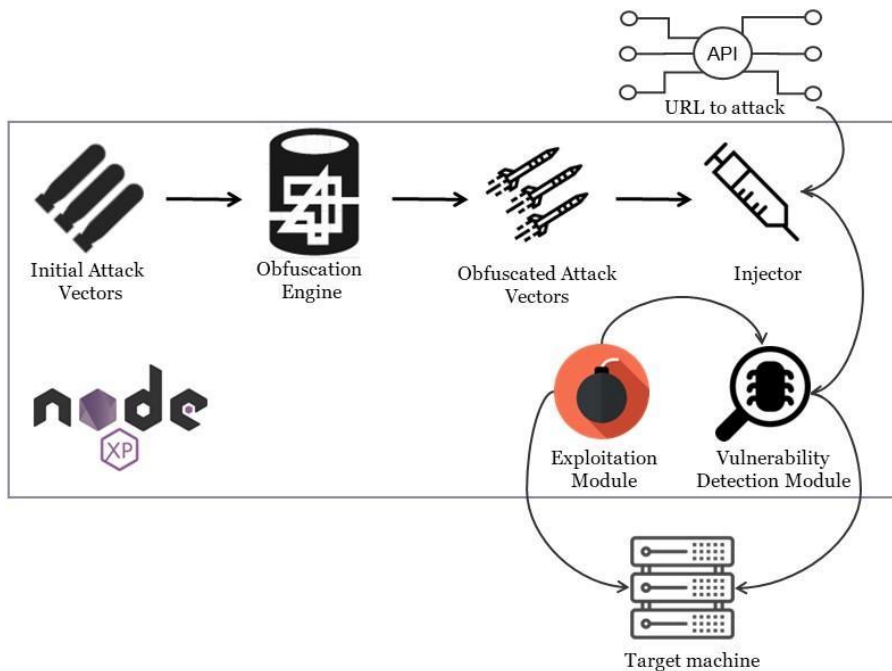 API
URL to attack
Initial Attack
Vectors
Obfuscation
Engine
Obfuscated Attack
Vectors
Injector
node
XP
Exploitation
Module
Vulnerability
Detection Module
Target machine